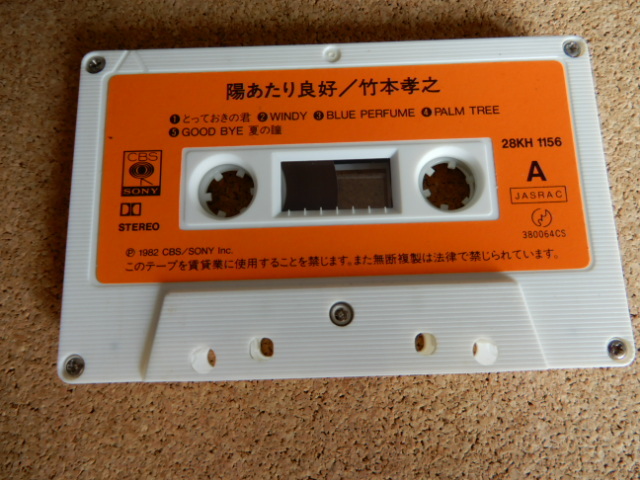 陽あたり良好／竹本孝之
❶とっておきの君 ❷WINDY ❸BLUE PERFUME ❹PALM TREE
❺GOOD BYE 夏の瞳
28KH 1156
A
JASRAC
380064CS
CBS
SONY
STEREO
Ⓟ 1982 CBS/SONY Inc.
このテープを賃貸業に使用することを禁じます。また無断複製は法律で禁じられています。